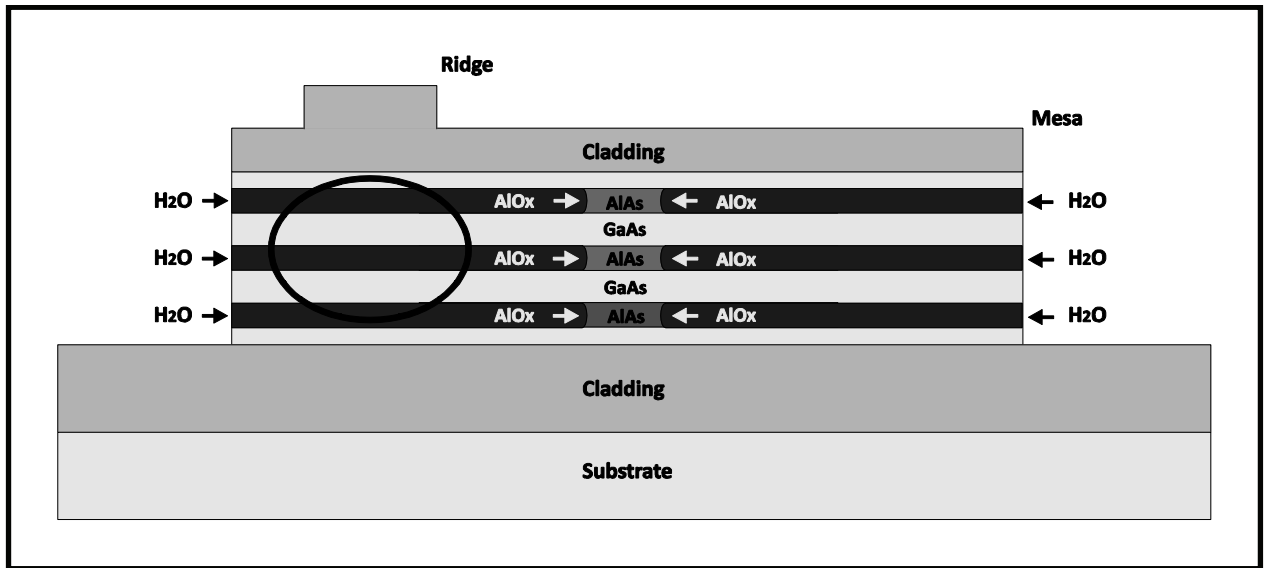 Ridge
Mesa
Cladding
H2O AlOx AlAs AlOx H2O
GaAs
H2O AlOx AlAs AlOx H2O
GaAs
H2O AlOx AlAs AlOx H2O
Cladding
Substrate